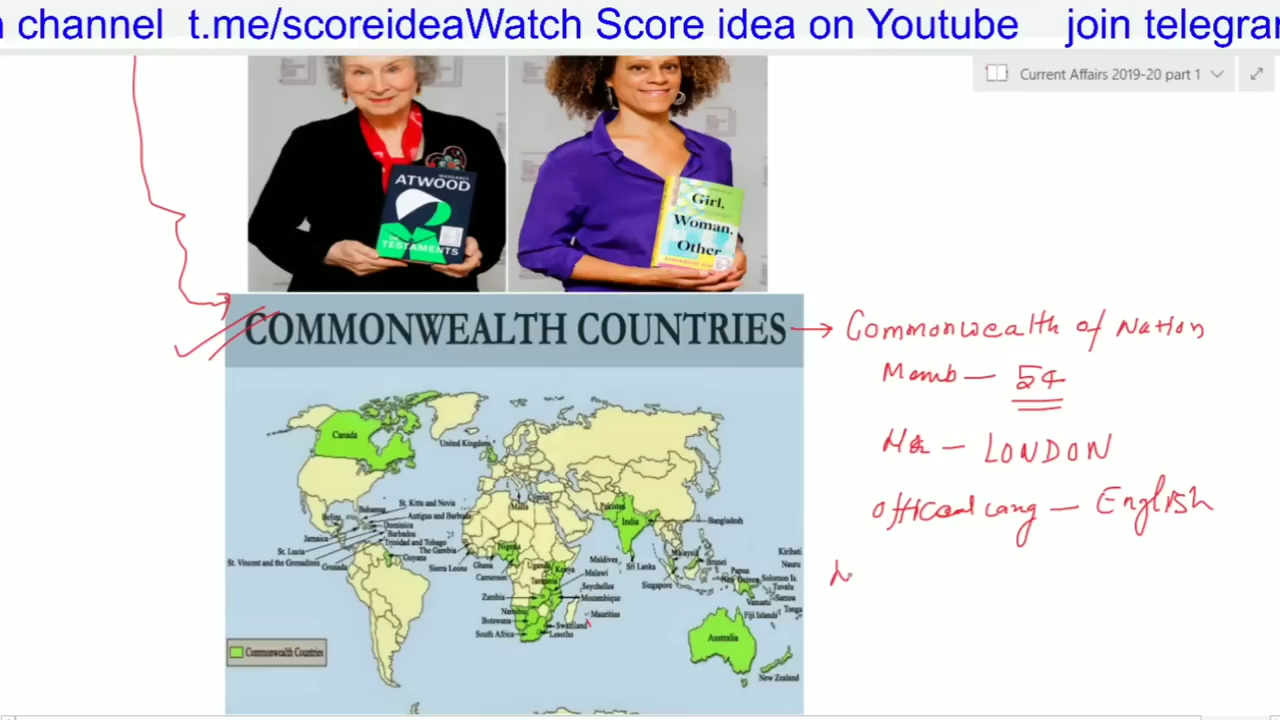 n channel t.me/scoreideaWatch Score idea on Youtube join telegran
Current Affairs 2019-20 part 1
MARGARET
ATWOOD
THE
TESTAMENTS
Girl,
Woman,
Other
COMMONWEALTH COUNTRIES
Commonwealth of Nation
Memb — 54
HQ — LONDON
Official Lang — English
N
Canada
United Kingdom
Cyprus
Malta
Pakistan
India
Bangladesh
St. Kitts and Nevis
Bahamas
Antigua and Barbuda
Belize
Dominica
Barbados
Jamaica
Trinidad and Tobago
St. Lucia
The Gambia
Guyana
St. Vincent and the Grenadines
Grenada
Sierra Leone
Ghana
Nigeria
Cameroon
Uganda
Kenya
Tanzania
Malawi
Maldives
Sri Lanka
Malaysia
Brunei
Singapore
Papua
New Guinea
Solomon Is.
Kiribati
Nauru
Tuvalu
Samoa
Vanuatu
Tonga
Fiji Islands
Seychelles
Zambia
Mozambique
Namibia
Mauritius
Botswana
Swaziland
South Africa
Lesotho
Australia
New Zealand
Commonwealth Countries